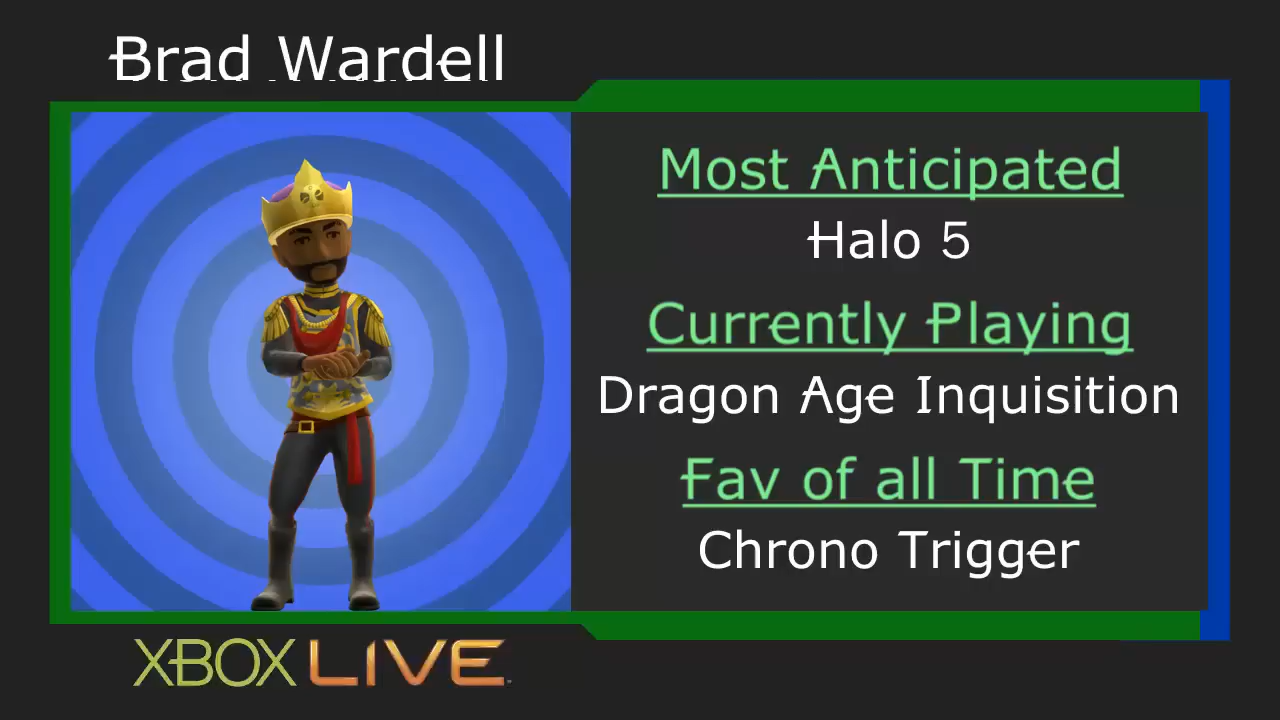 Brad Wardell
Most Anticipated
Halo 5
Currently Playing
Dragon Age Inquisition
Fav of all Time
Chrono Trigger
XBOX LIVE